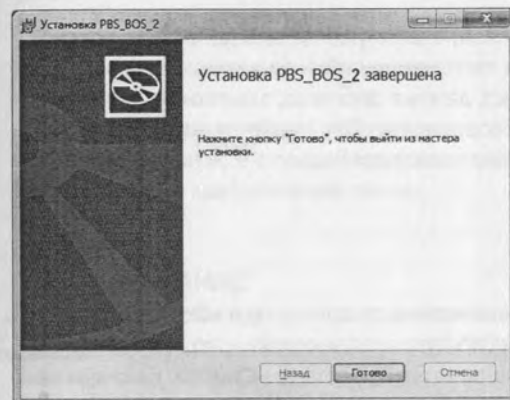 Установка PBS_BOS_2
Установка PBS_BOS_2 завершена
Нажмите кнопку "Готово", чтобы выйти из мастера
установки.
Назад
Готово
Отмена